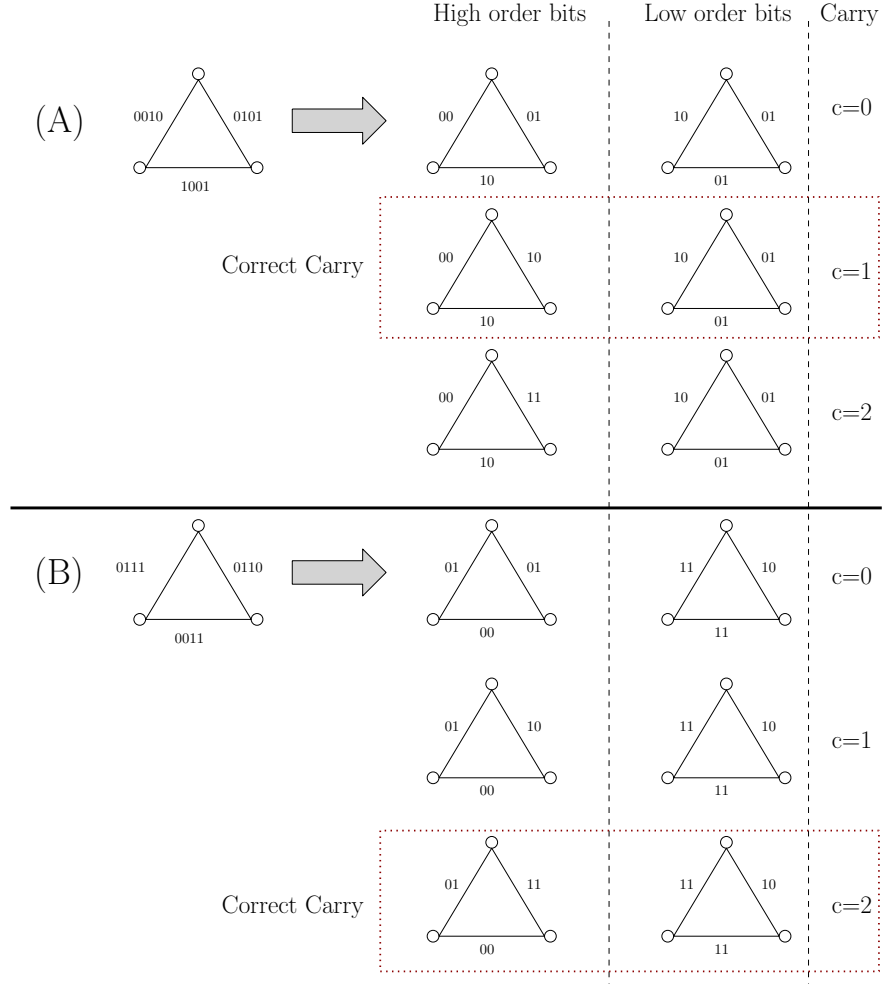 High order bits Low order bits Carry
(A) 0010 0101 00 01 10 01 c=0
1001 10 01
Correct Carry 00 10 10 01 c=1
10 01
00 11 10 01 c=2
10 01
(B) 0111 0110 01 01 11 10 c=0
0011 00 11
01 10 11 10 c=1
00 11
Correct Carry 01 11 11 10 c=2
00 11